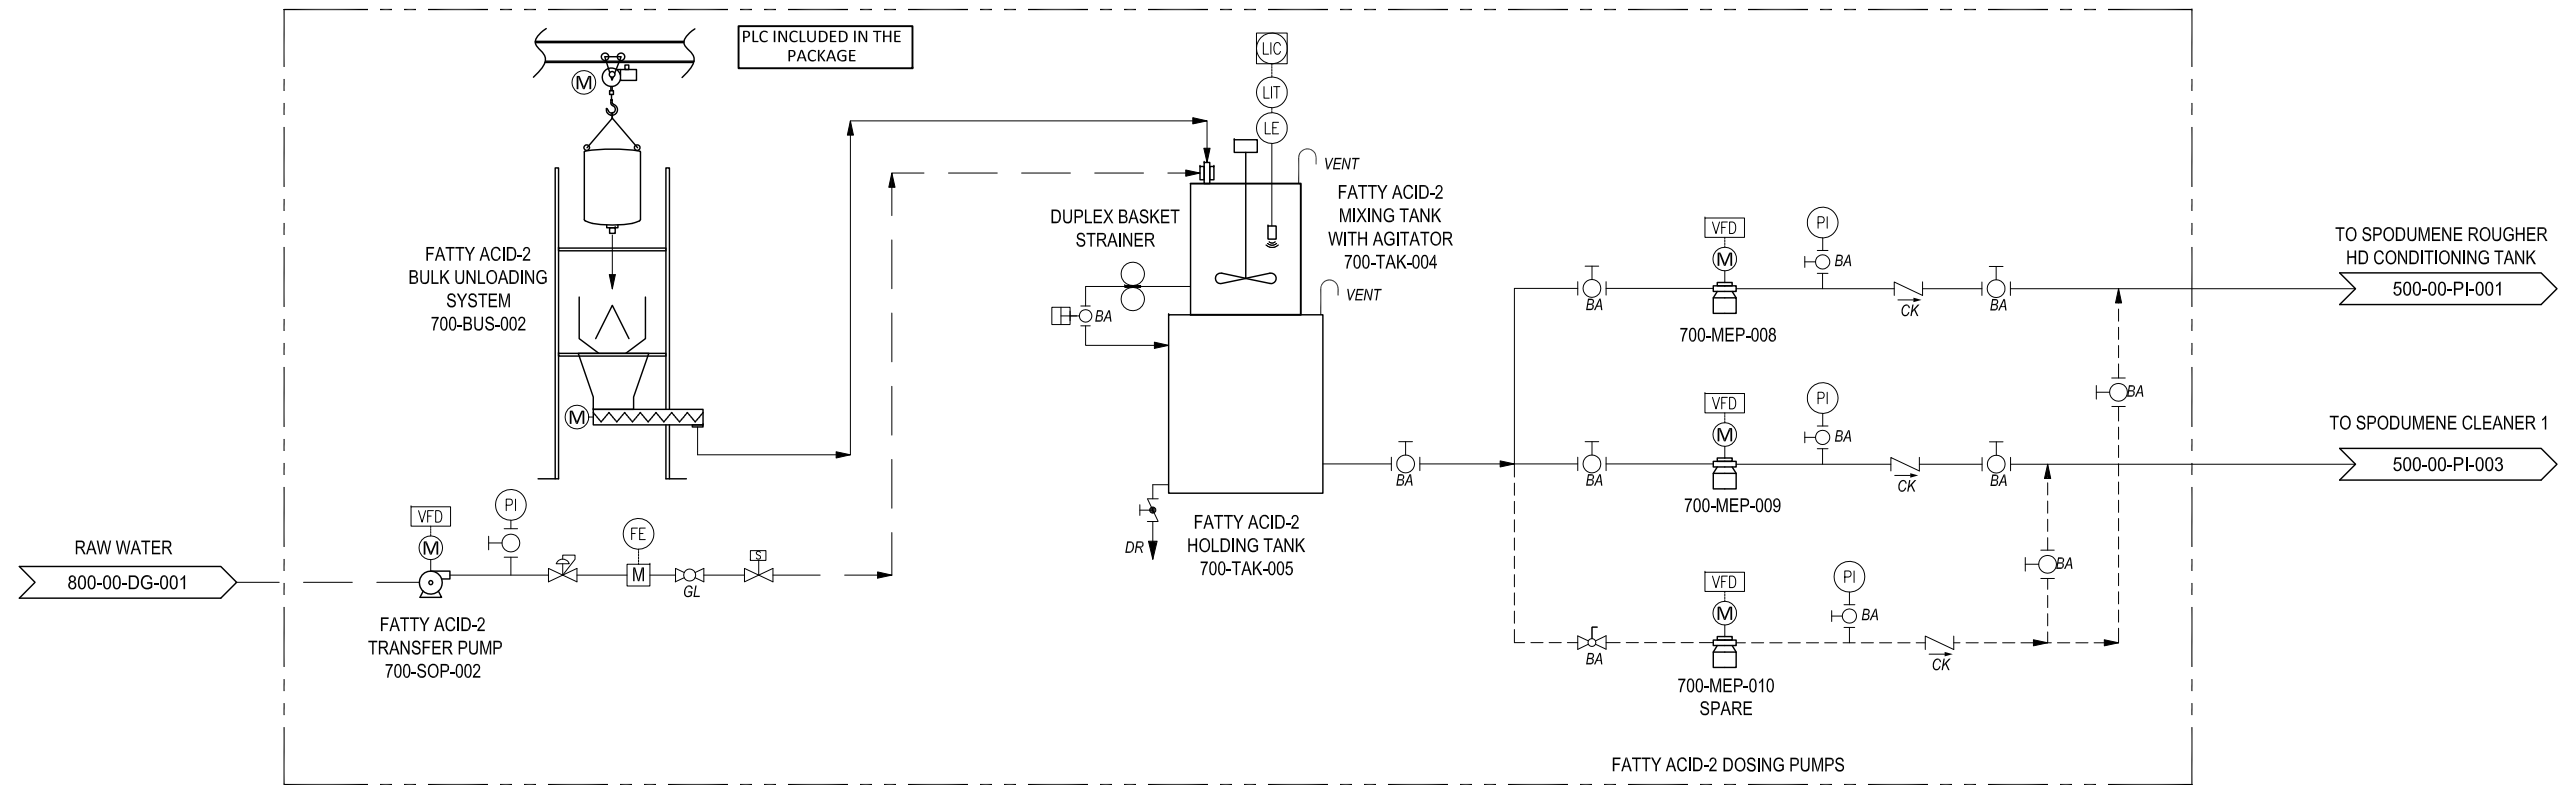 PLC INCLUDED IN THE
PACKAGE
M
LIC
LIT
LE
VENT
FATTY ACID-2
MIXING TANK
WITH AGITATOR
700-TAK-004
DUPLEX BASKET
STRAINER
BA
VENT
FATTY ACID-2
BULK UNLOADING
SYSTEM
700-BUS-002
M
RAW WATER
800-00-DG-001
VFD
M
PI
FE
M
GL
S
FATTY ACID-2
TRANSFER PUMP
700-SOP-002
DR
FATTY ACID-2
HOLDING TANK
700-TAK-005
BA
VFD
M
PI
BA
BA
CK
BA
700-MEP-008
TO SPODUMENE ROUGHER
HD CONDITIONING TANK
500-00-PI-001
BA
VFD
M
PI
BA
BA
CK
BA
700-MEP-009
TO SPODUMENE CLEANER 1
500-00-PI-003
BA
VFD
M
PI
BA
BA
CK
700-MEP-010
SPARE
FATTY ACID-2 DOSING PUMPS